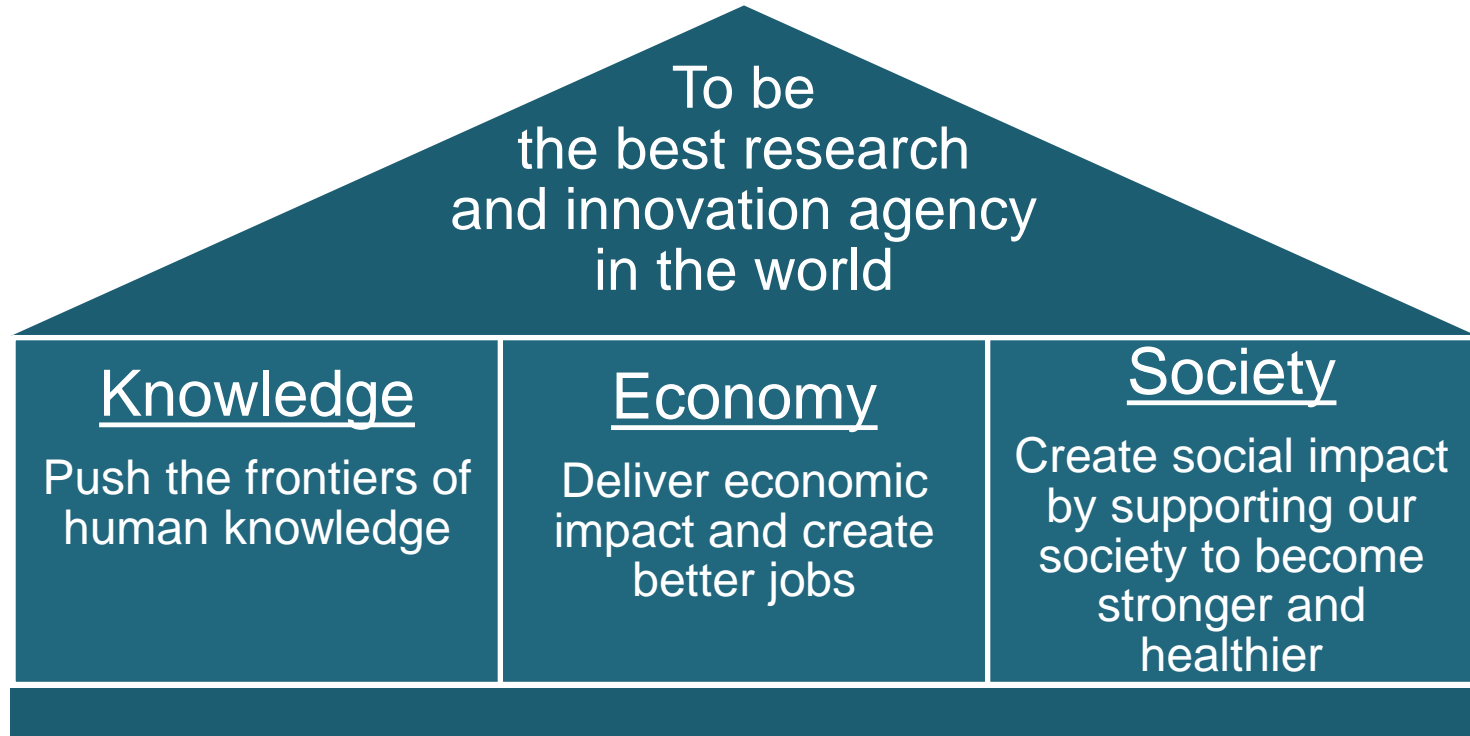 To be
the best research
and innovation agency
in the world
Knowledge
Push the frontiers of
human knowledge
Economy
Deliver economic
impact and create
better jobs
Society
Create social impact
by supporting our
society to become
stronger and
healthier